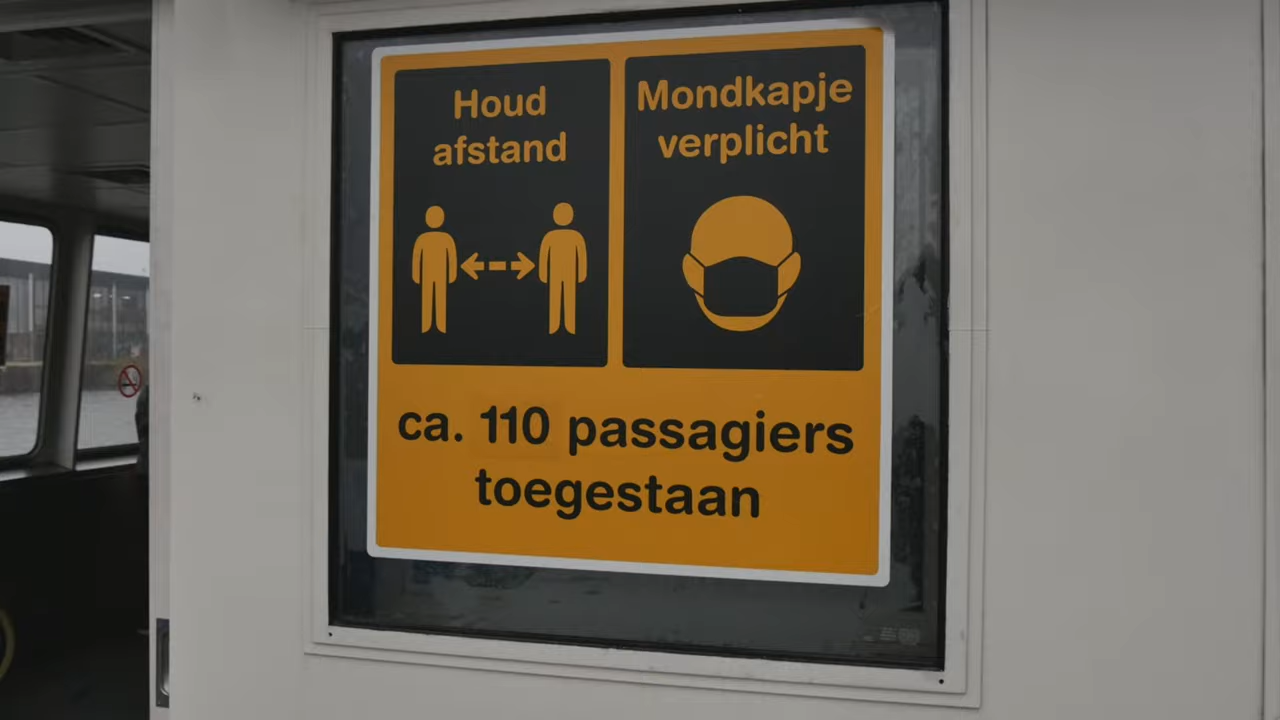 Houd
afstand
Mondkapje
verplicht
ca. 110 passagiers
toegestaan